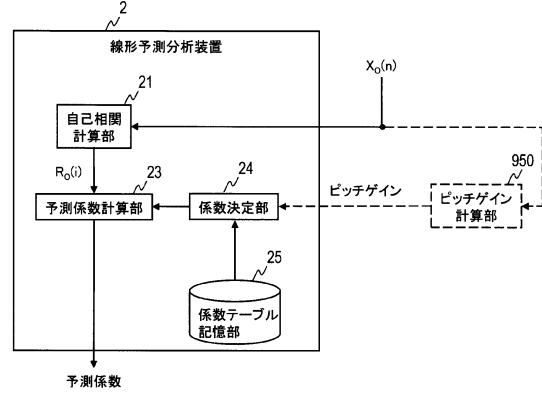 2
線形予測分析装置
X₀(n)
21
自己相関
計算部
R₀(i)
23
予測係数計算部
24
係数決定部
ピッチゲイン
950
ピッチゲイン
計算部
25
係数テーブル
記憶部
予測係数